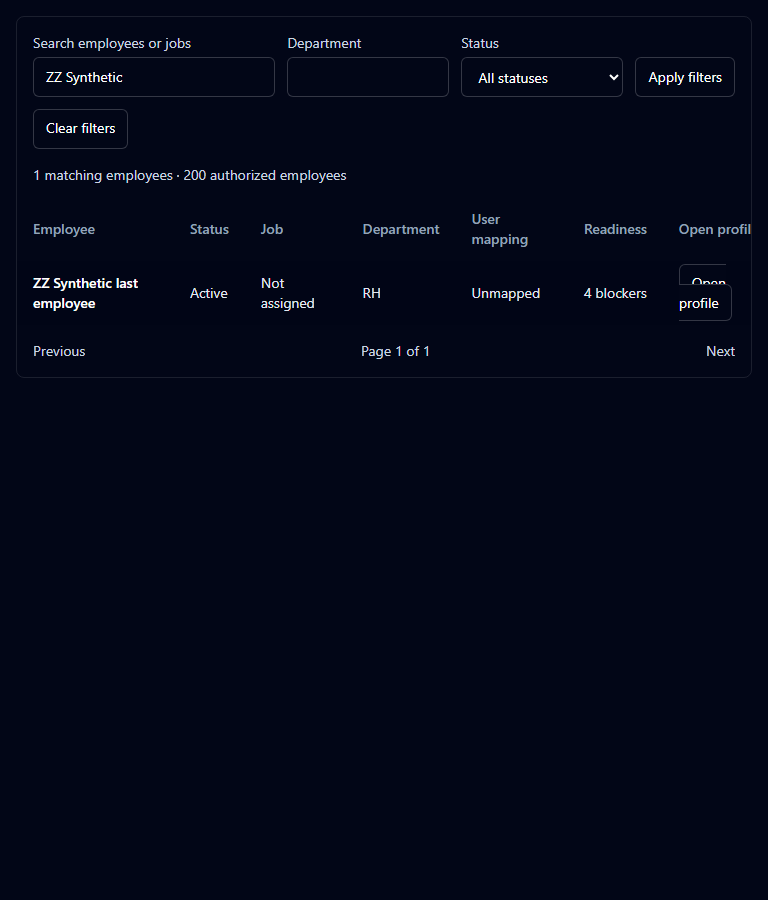 Search employees or jobs
Department
Status
ZZ Synthetic
All statuses
Apply filters
Clear filters
1 matching employees · 200 authorized employees
Employee
Status
Job
Department
User
mapping
Readiness
Open profil
ZZ Synthetic last
employee
Active
Not
assigned
RH
Unmapped
4 blockers
Open
profile
Previous
Page 1 of 1
Next